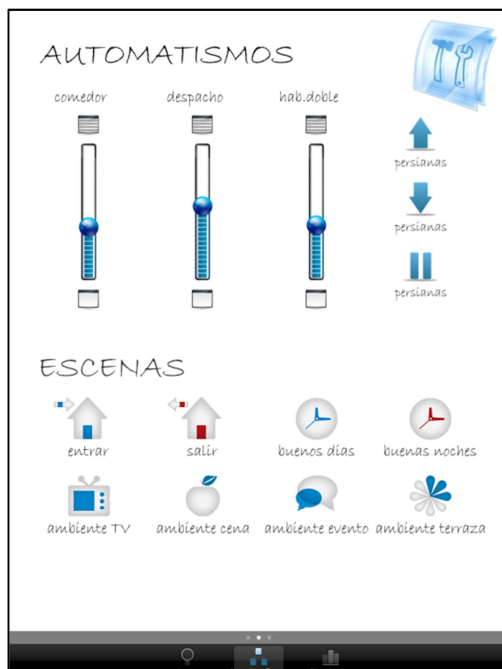 AUTOMATISMOS
comedor despacho hab.doble
persianas
persianas
persianas
ESCENAS
entrar salir buenos días buenas noches
ambiente TV ambiente cena ambiente evento ambiente terraza